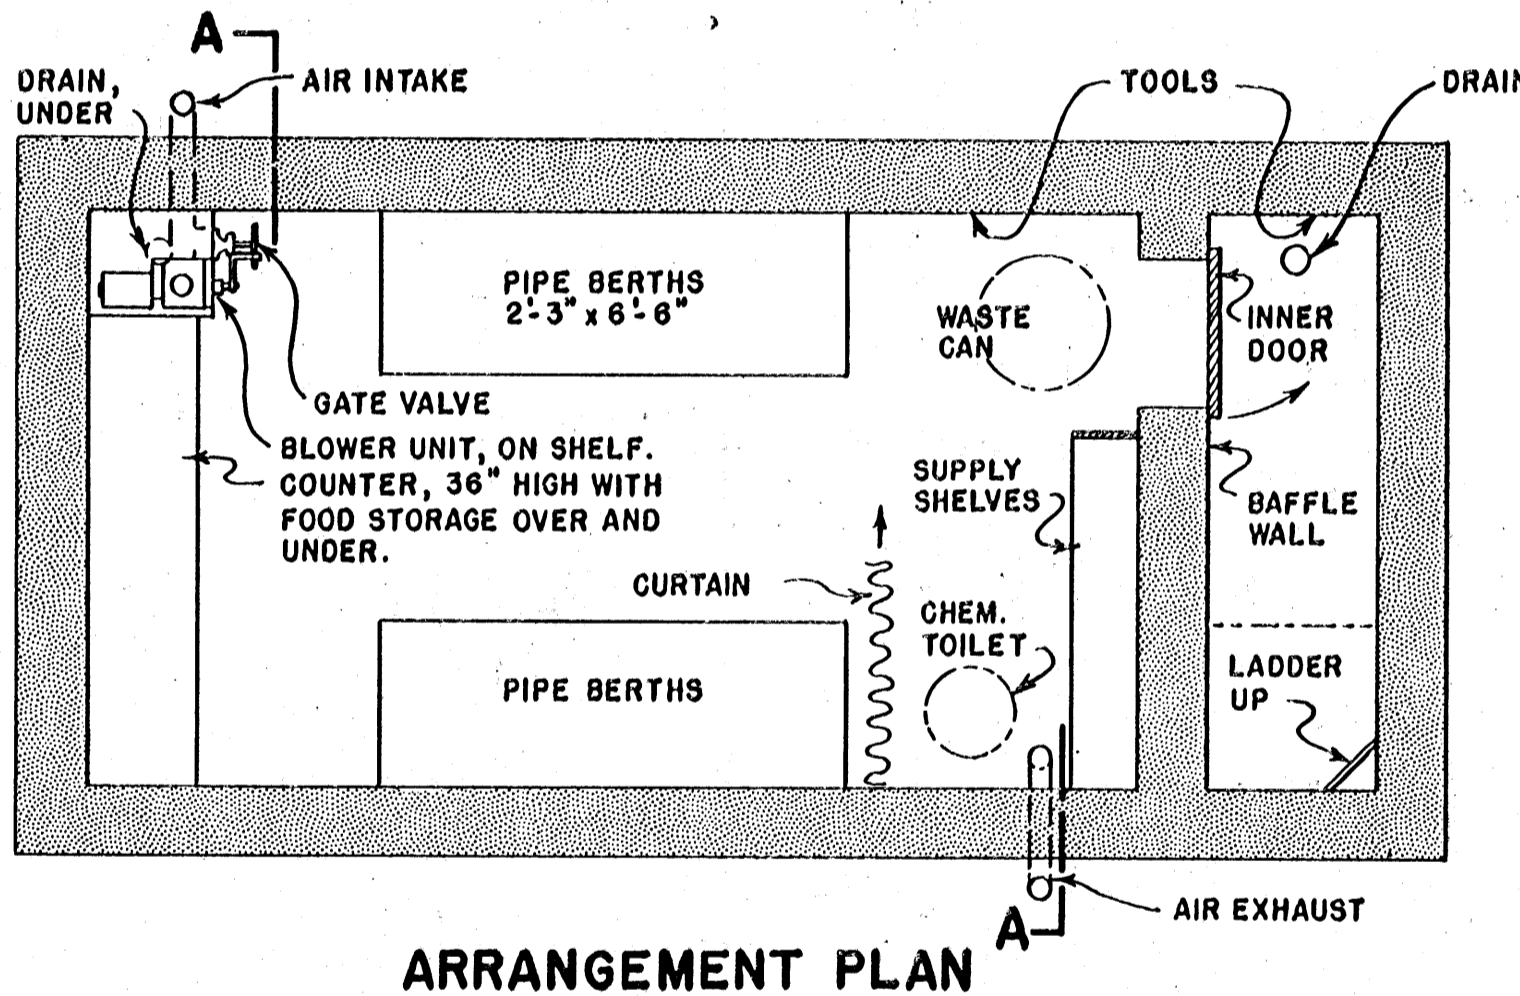 A
DRAIN,
UNDER
AIR INTAKE
TOOLS
DRAIN
PIPE BERTHS
2'-3" x 6'-6"
WASTE
CAN
INNER
DOOR
GATE VALVE
BLOWER UNIT, ON SHELF.
COUNTER, 36" HIGH WITH
FOOD STORAGE OVER AND
UNDER.
SUPPLY
SHELVES
BAFFLE
WALL
CURTAIN
CHEM.
TOILET
LADDER
UP
PIPE BERTHS
AIR EXHAUST
A
ARRANGEMENT PLAN